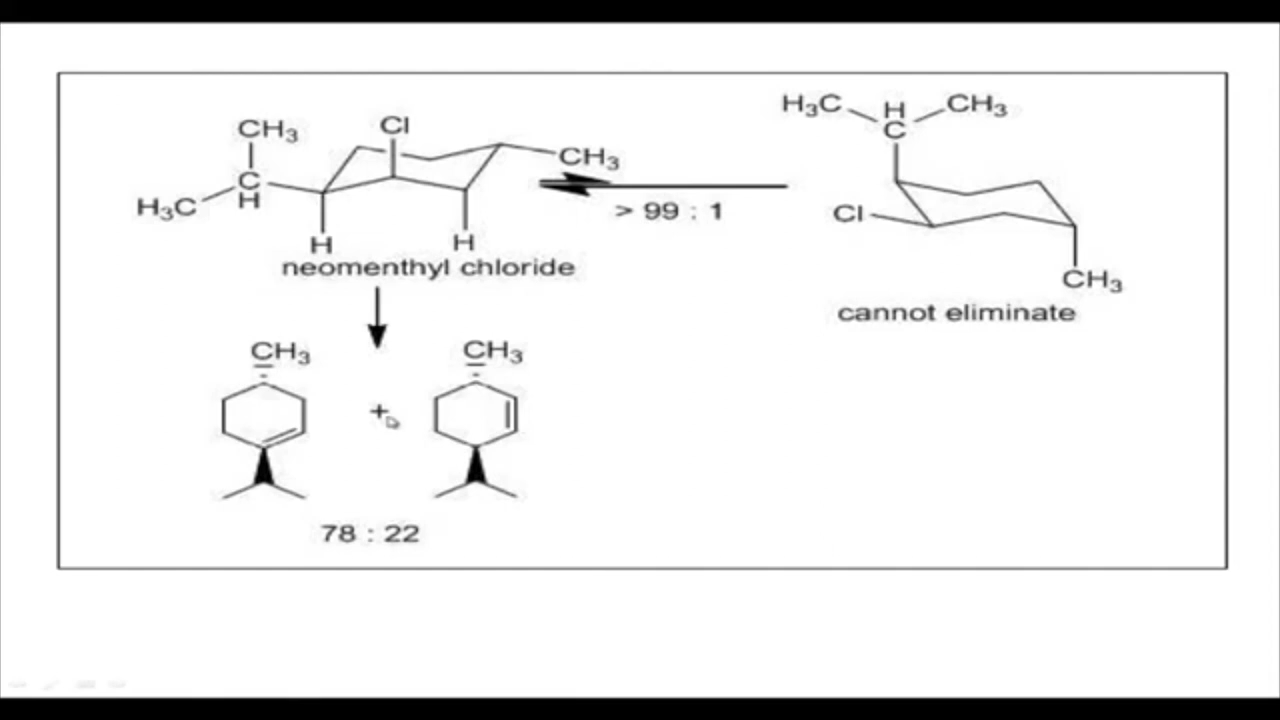 CH₃
Cl
H₃C
H
CH₃
C
C
H
CH₃
H₃C
> 99 : 1
Cl
H
H
neomenthyl chloride
CH₃
cannot eliminate
CH₃
CH₃
+
78 : 22